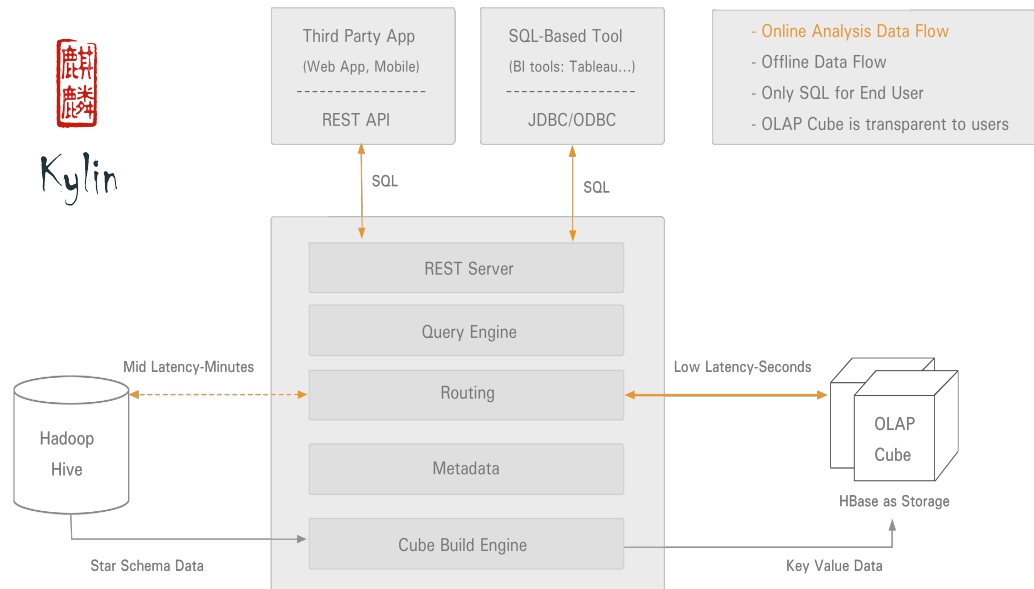 麒
麟
Kylin
Third Party App
(Web App, Mobile)
REST API
SQL-Based Tool
(BI tools: Tableau...)
JDBC/ODBC
- Online Analysis Data Flow
- Offline Data Flow
- Only SQL for End User
- OLAP Cube is transparent to users
SQL
SQL
REST Server
Query Engine
Mid Latency-Minutes
Routing
Low Latency-Seconds
Hadoop
Hive
Metadata
OLAP
Cube
HBase as Storage
Cube Build Engine
Star Schema Data
Key Value Data